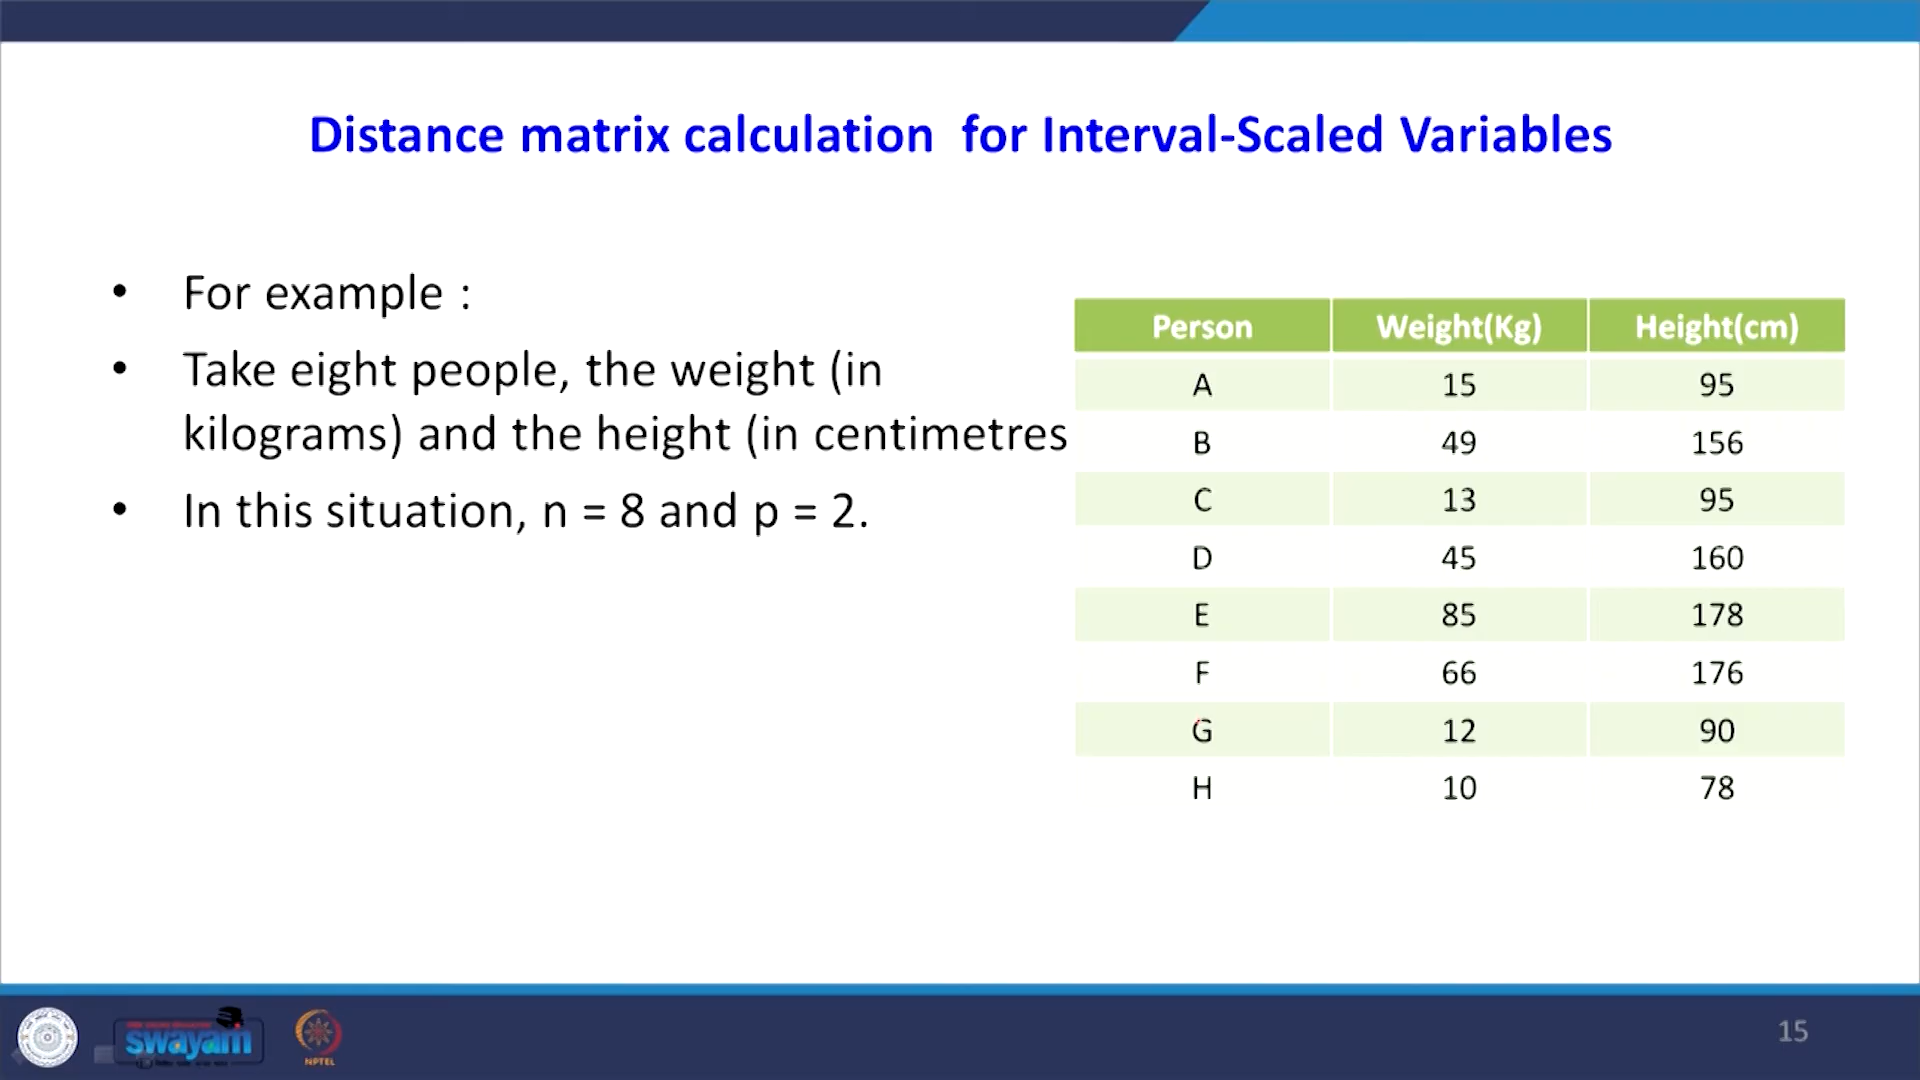 Distance matrix calculation for Interval-Scaled Variables
• For example :
• Take eight people, the weight (in
kilograms) and the height (in centimetres
• In this situation, n = 8 and p = 2.
Person Weight(Kg) Height(cm)
A 15 95
B 49 156
C 13 95
D 45 160
E 85 178
F 66 176
G 12 90
H 10 78
swayam
NPTEL
15